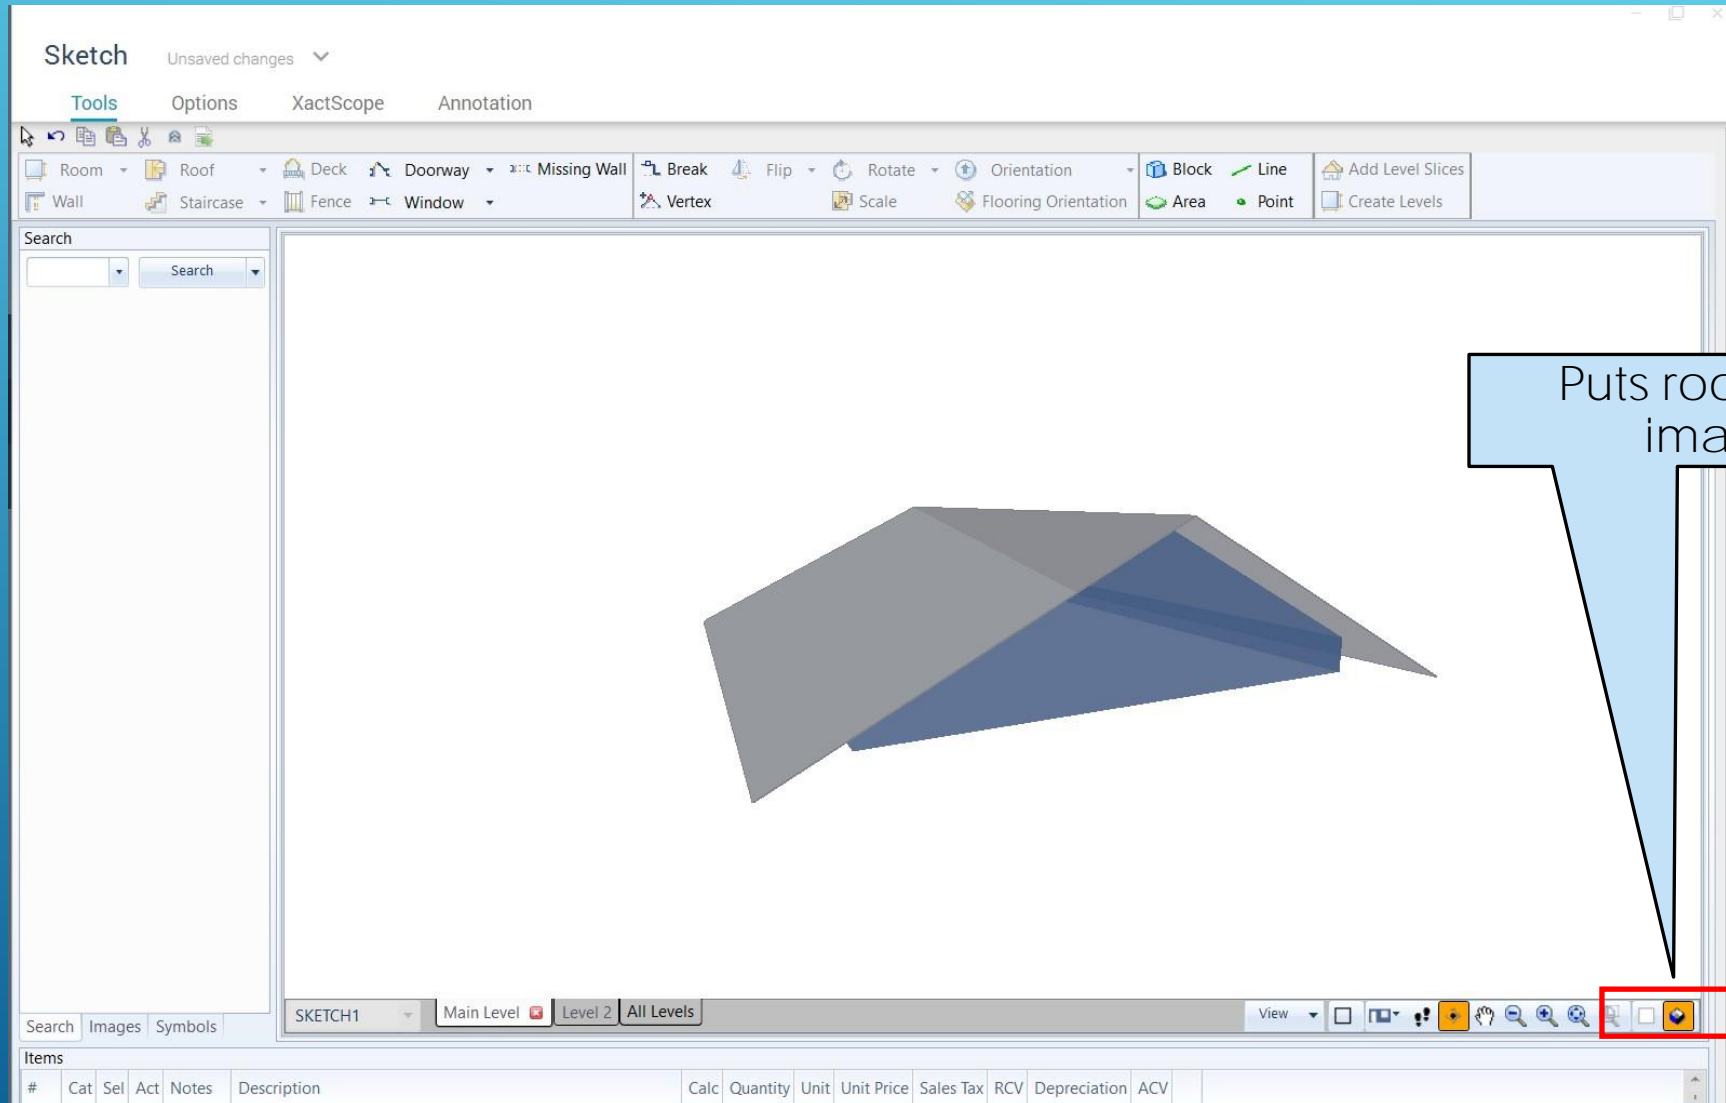 Sketch Unsaved changes
Tools Options XactScope Annotation
Room Roof Deck Doorway Missing Wall Break Flip Rotate Orientation Block Line Add Level Slices
Wall Staircase Fence Window Vertex Scale Flooring Orientation Area Point Create Levels
Search
Search
Puts
SKETCH1 Main Level Level 2 All Levels View
Search Images Symbols
Items
# Cat Sel Act Notes Description Calc Quantity Unit Unit Price Sales Tax RCV Depreciation ACV